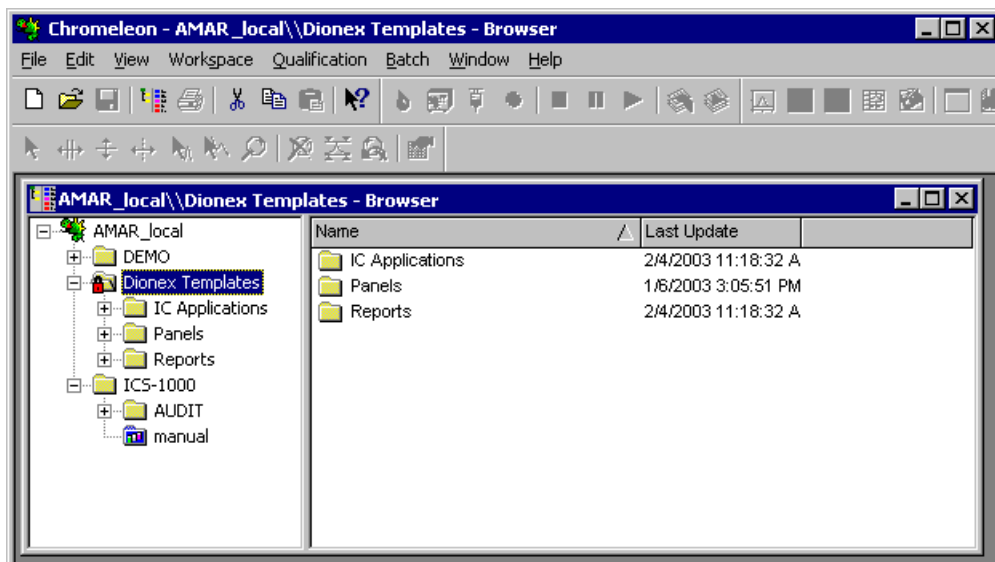 Chromeleon - AMAR_local\\Dionex Templates - Browser
File Edit View Workspace Qualification Batch Window Help
AMAR_local\\Dionex Templates - Browser
AMAR_local
DEMO
Dionex Templates
IC Applications
Panels
Reports
ICS-1000
AUDIT
manual
Name Last Update
IC Applications 2/4/2003 11:18:32 A
Panels 1/6/2003 3:05:51 PM
Reports 2/4/2003 11:18:32 A